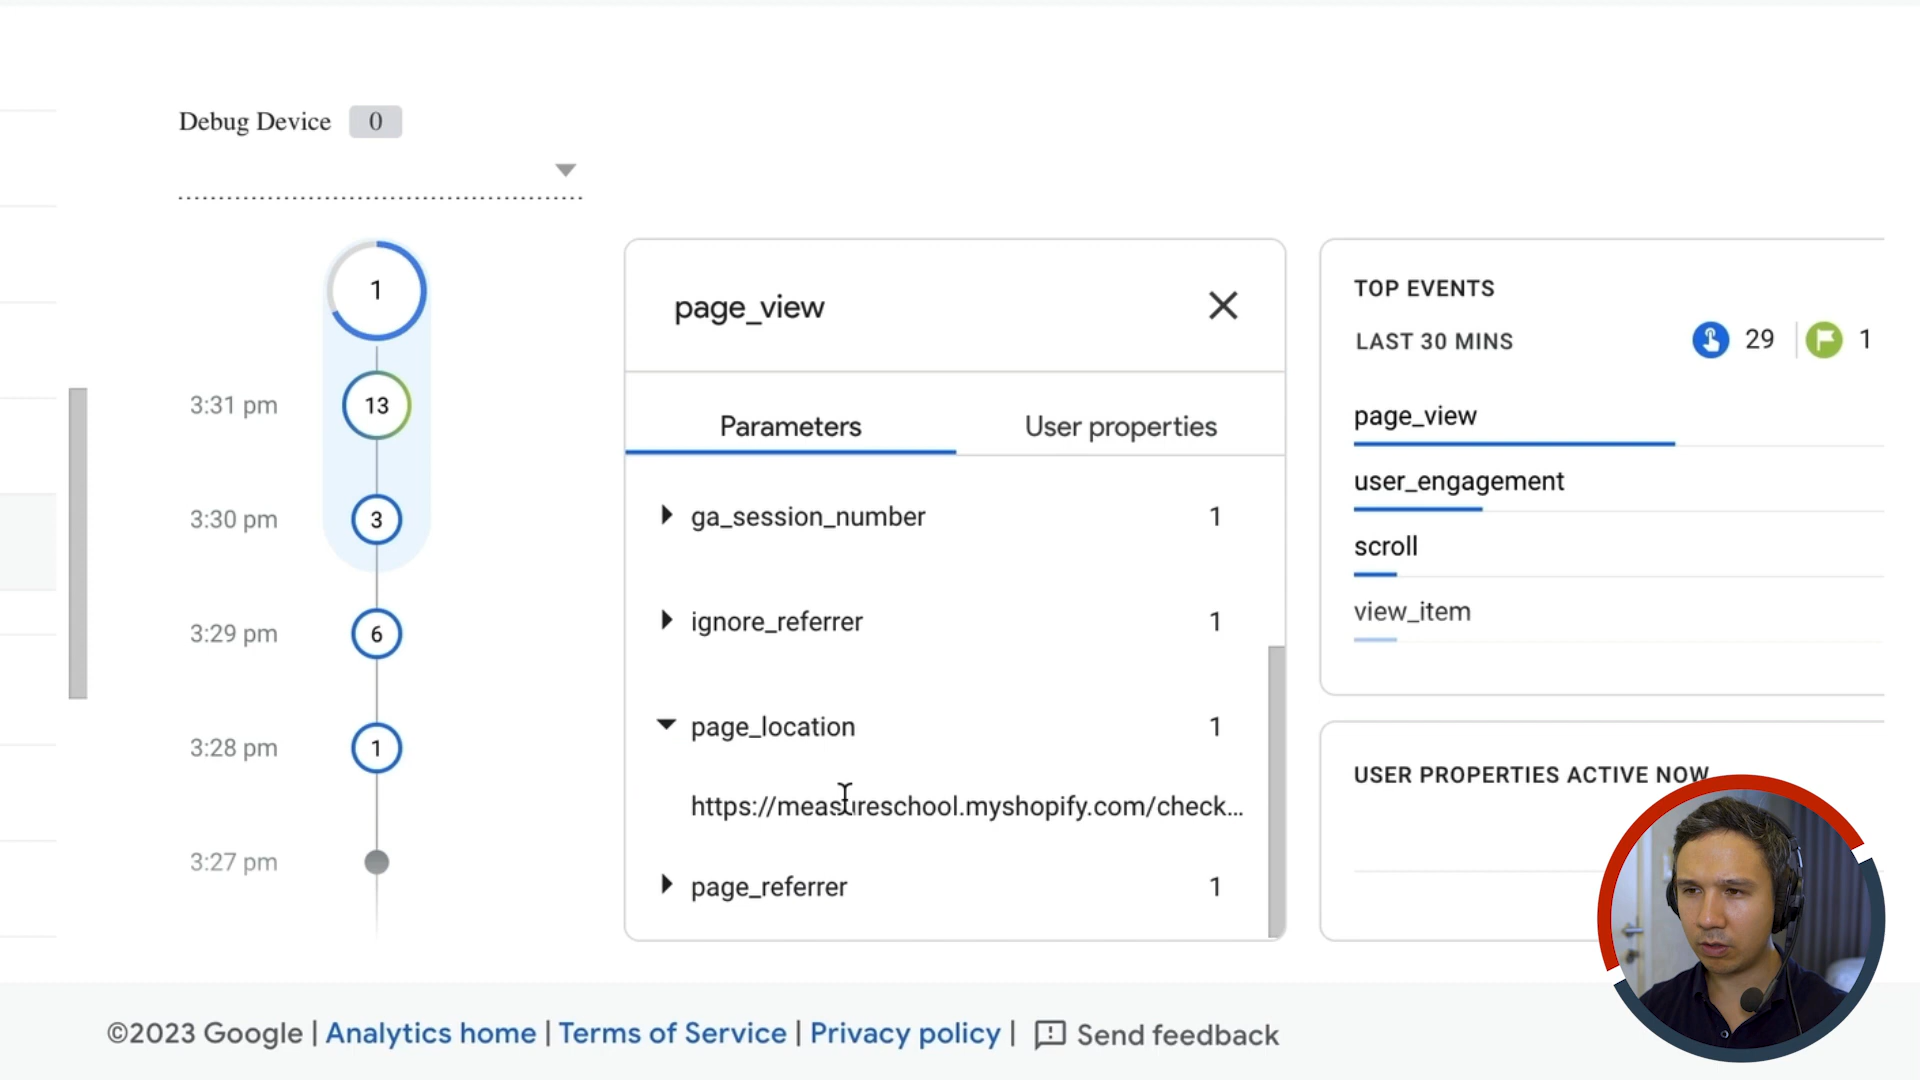 Debug Device 0
1
3:31 pm 13
3:30 pm 3
3:29 pm 6
3:28 pm 1
3:27 pm
page_view
Parameters User properties
ga_session_number 1
ignore_referrer 1
page_location 1
https://measureschool.myshopify.com/check...
page_referrer 1
TOP EVENTS
LAST 30 MINS 29 1
page_view
user_engagement
scroll
view_item
USER PROPERTIES ACTIVE NOW
©2023 Google | Analytics home | Terms of Service | Privacy policy | Send feedback